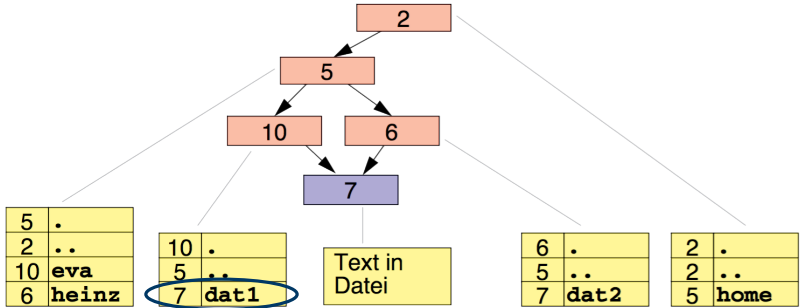 2
5
10
6
7
5 .
2 ..
10 eva
6 heinz
10 .
5 ..
7 dat1
Text in
Datei
6 .
5 ..
7 dat2
2 .
2 ..
5 home